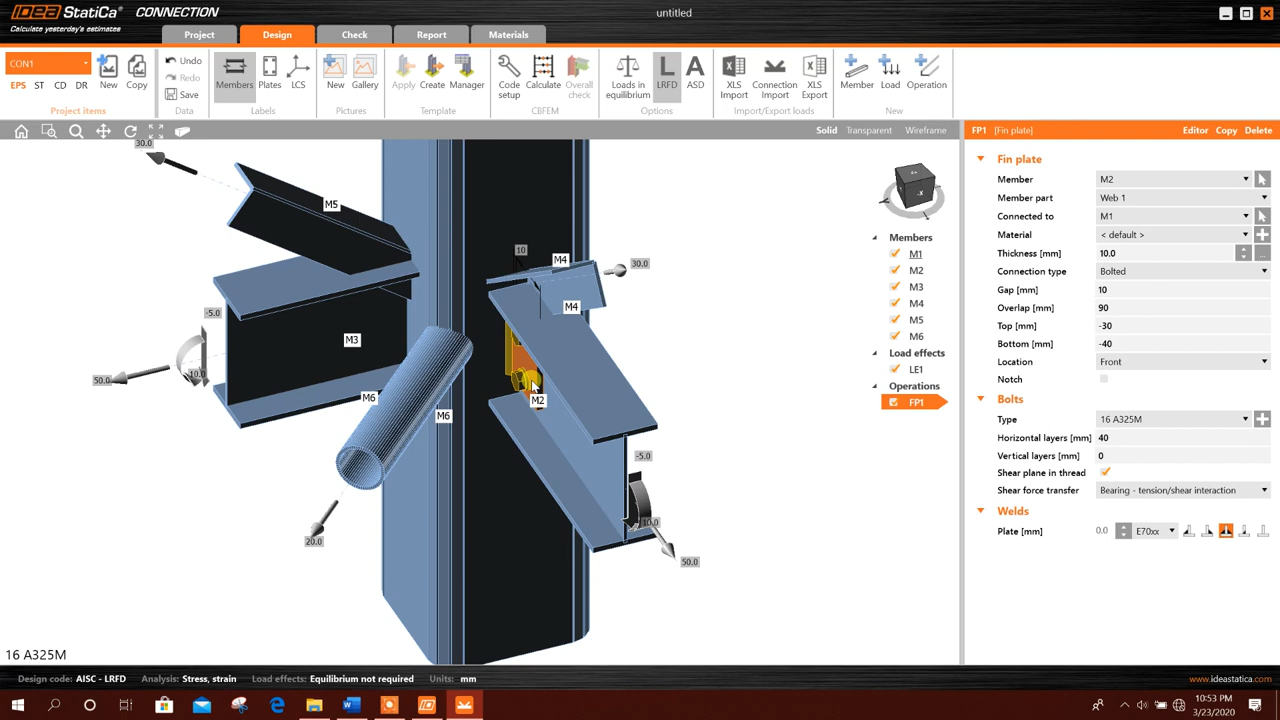 IDEA StatiCa CONNECTION
Calculate yesterday's estimates
untitled
Project Design Check Report Materials
CON1
EPS ST CD DR
New Copy
Project items
Undo
Redo
Save
Data
Members Plates LCS
Labels
New Gallery
Pictures
Apply Create Manager
Template
Code setup Calculate Overall check
CBFEM
Loads in equilibrium LRFD ASD
Options
XLS Import Connection Import XLS Export
Import/Export loads
Member Load Operation
New
Solid Transparent Wireframe
FP1 [Fin plate] Editor Copy Delete
30.0
M5
10
M4
30.0
M4
-5.0
M3
10.0
50.0
M6
M6
M2
-5.0
10.0
20.0
50.0
Members
M1
M2
M3
M4
M5
M6
Load effects
LE1
Operations
FP1
Fin plate
Member M2
Member part Web 1
Connected to M1
Material < default >
Thickness [mm] 10.0
Connection type Bolted
Gap [mm] 10
Overlap [mm] 90
Top [mm] -30
Bottom [mm] -40
Location Front
Notch
Bolts
Type 16 A325M
Horizontal layers [mm] 40
Vertical layers [mm] 0
Shear plane in thread
Shear force transfer Bearing - tension/shear interaction
Welds
Plate [mm] 0.0 E70xx
16 A325M
Design code: AISC - LRFD Analysis: Stress, strain Load effects: Equilibrium not required Units: mm
www.ideastatica.com
10:53 PM
3/23/2020